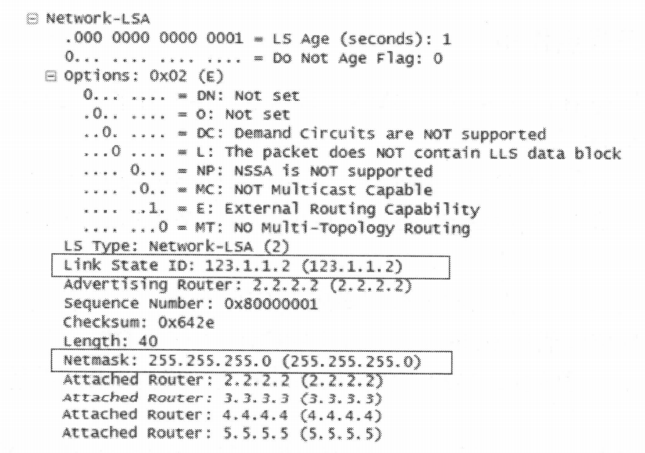 Network-LSA
.000 0000 0000 0001 = LS Age (seconds): 1
0... .... .... .... = Do Not Age Flag: 0
Options: 0x02 (E)
0... .... = DN: Not set
.0.. .... = O: Not set
..0. .... = DC: Demand Circuits are NOT supported
...0 .... = L: The packet does NOT contain LLS data block
.... 0... = NP: NSSA is NOT supported
.... .0.. = MC: NOT Multicast Capable
.... ..1. = E: External Routing Capability
.... ...0 = MT: NO Multi-Topology Routing
LS Type: Network-LSA (2)
Link State ID: 123.1.1.2 (123.1.1.2)
Advertising Router: 2.2.2.2 (2.2.2.2)
Sequence Number: 0x80000001
Checksum: 0x642e
Length: 40
Netmask: 255.255.255.0 (255.255.255.0)
Attached Router: 2.2.2.2 (2.2.2.2)
Attached Router: 3.3.3.3 (3.3.3.3)
Attached Router: 4.4.4.4 (4.4.4.4)
Attached Router: 5.5.5.5 (5.5.5.5)